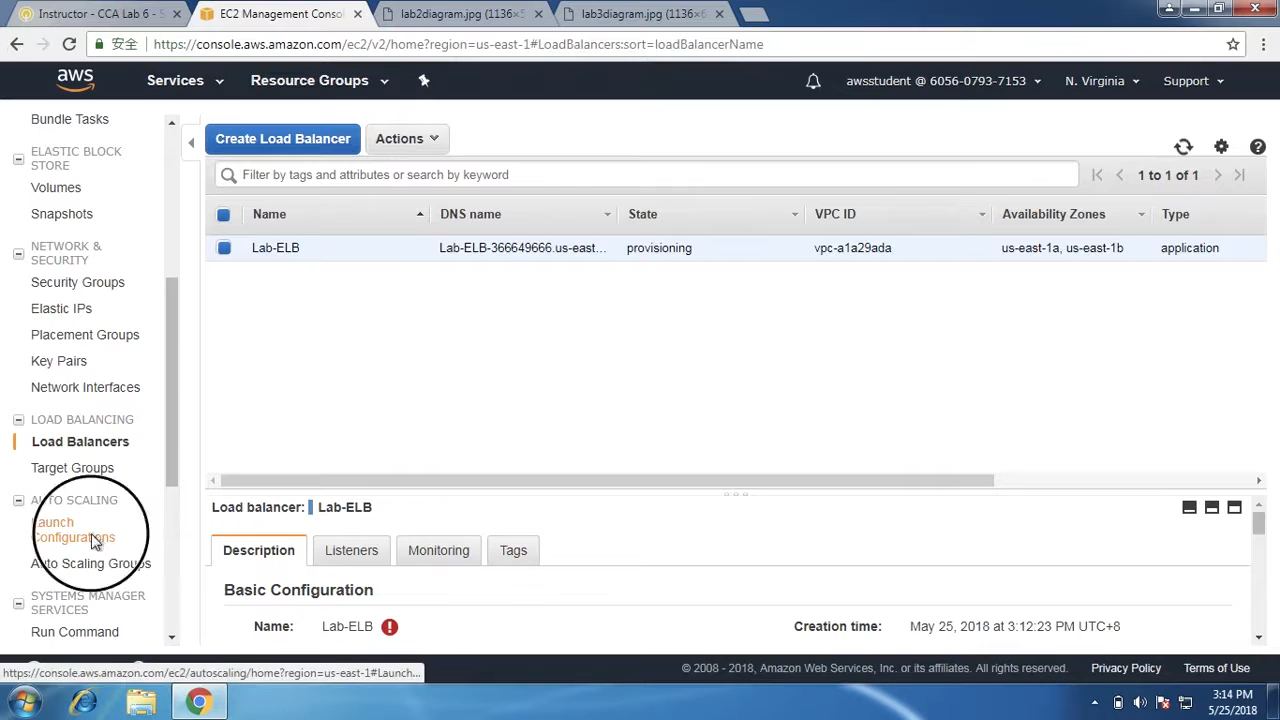 Instructor - CCA Lab 6 - S
EC2 Management Consol
lab2diagram.jpg (1136×5
lab3diagram.jpg (1136×6
安全
https://console.aws.amazon.com/ec2/v2/home?region=us-east-1#LoadBalancers:sort=loadBalancerName
aws
Services
Resource Groups
awsstudent @ 6056-0793-7153
N. Virginia
Support
Bundle Tasks
ELASTIC BLOCK
STORE
Volumes
Snapshots
NETWORK &
SECURITY
Security Groups
Elastic IPs
Placement Groups
Key Pairs
Network Interfaces
LOAD BALANCING
Load Balancers
Target Groups
AUTO SCALING
Launch
Configurations
Auto Scaling Groups
SYSTEMS MANAGER
SERVICES
Run Command
Create Load Balancer
Actions
Filter by tags and attributes or search by keyword
1 to 1 of 1
Name DNS name State VPC ID Availability Zones Type
Lab-ELB Lab-ELB-366649666.us-east... provisioning vpc-a1a29ada us-east-1a, us-east-1b application
Load balancer: Lab-ELB
Description Listeners Monitoring Tags
Basic Configuration
Name: Lab-ELB Creation time: May 25, 2018 at 3:12:23 PM UTC+8
https://console.aws.amazon.com/ec2/autoscaling/home?region=us-east-1#Launch...
© 2008 - 2018, Amazon Web Services, Inc. or its affiliates. All rights reserved.
Privacy Policy
Terms of Use
3:14 PM
5/25/2018